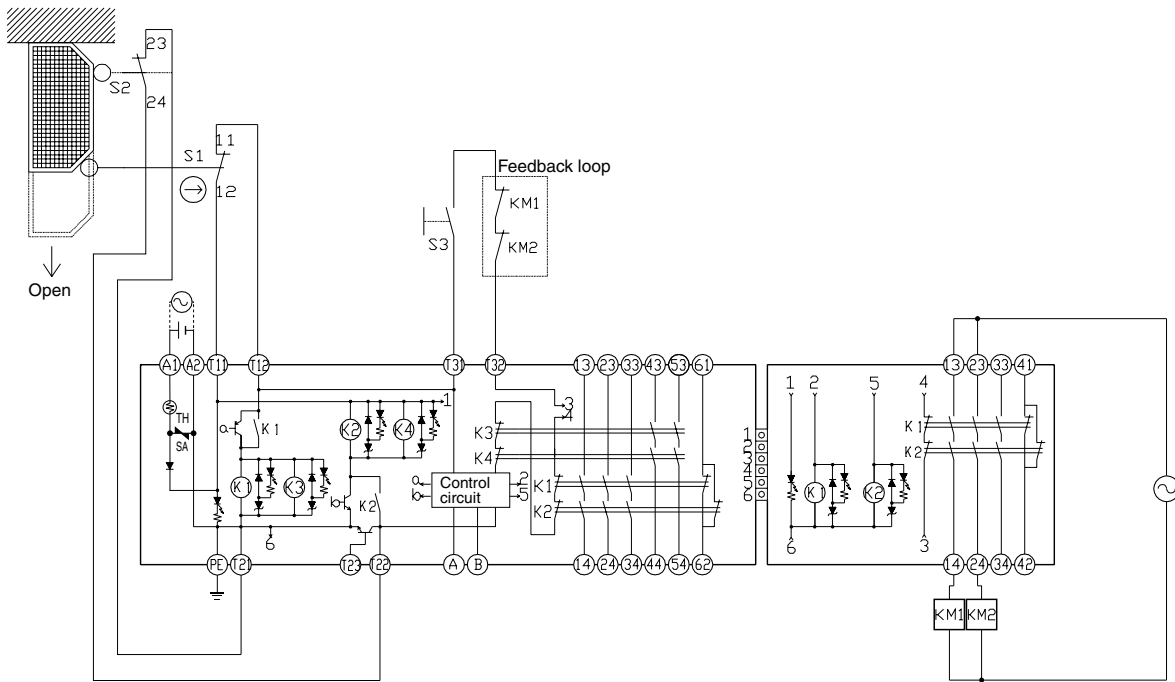 23
S2
24
11
S1
12
Feedback loop
KM1
S3
KM2
Open
A1 A2 T11 T12 T31 T32 13 23 33 43 53 61
13 23 33 41
1 2 5 4
1
3
4
TH
SA
a
K1
K2
K4
K3
K4
K1
K2
1
2
3
4
5
6
K1
K3
b
K2
a
b
Control
circuit
2
5
K1
K2
K1
K2
6
6
3
PE T21 T23 T22 A B 14 24 34 44 54 62
14 24 34 42
KM1 KM2